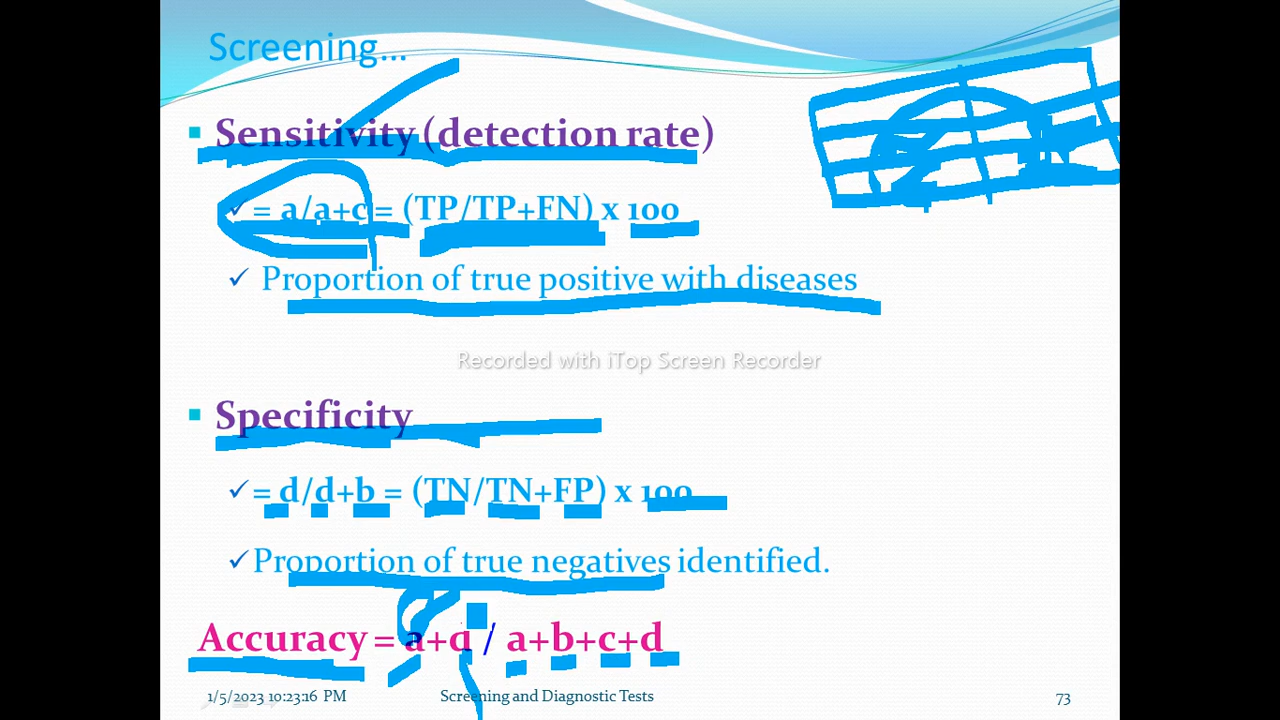 Screening...
Sensitivity (detection rate)
= a/a+c = (TP/TP+FN) x 100
Proportion of true positive with diseases
Recorded with iTop Screen Recorder
Specificity
= d/d+b = (TN/TN+FP) x 100
Proportion of true negatives identified.
Accuracy = a+d / a+b+c+d
1/5/2023 10:23:16 PM Screening and Diagnostic Tests 73